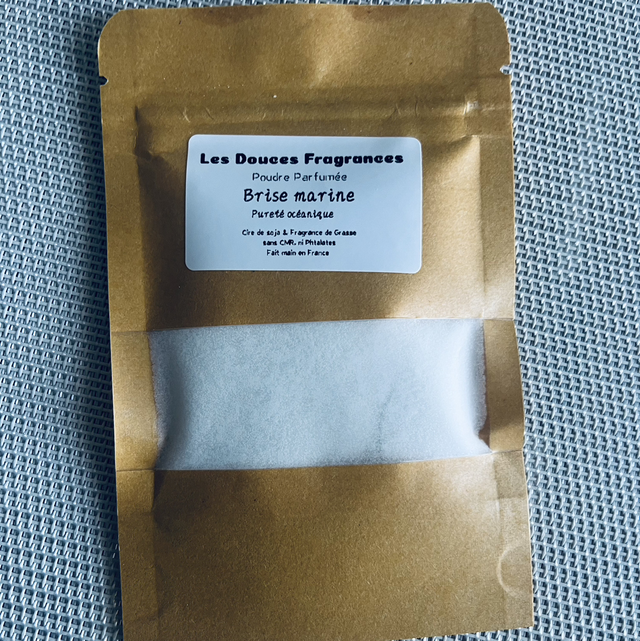 Les Douces Fragrances
Poudre Parfumée
Brise marine
Pureté océanique
Cire de soja & Fragrance de Grasse
sans CMR, ni Phtalates
Fait main en France